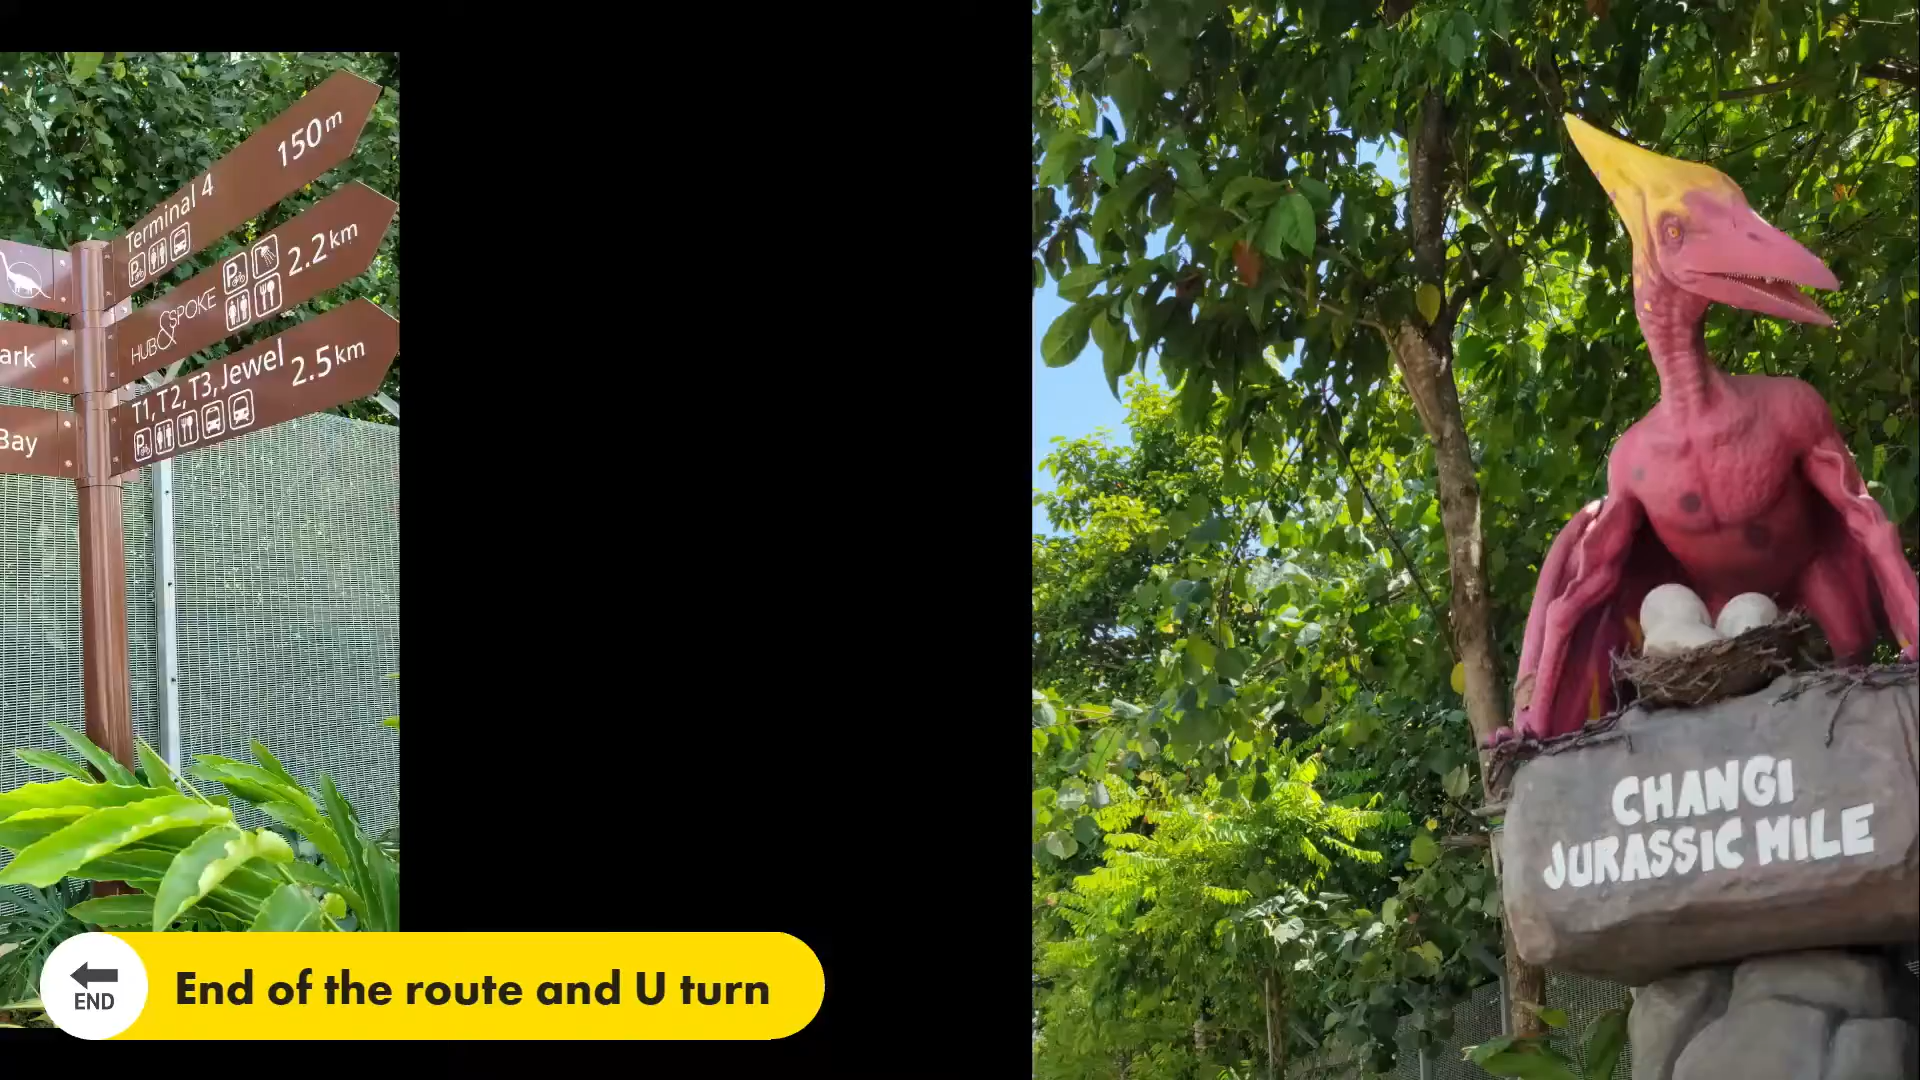 Terminal 4
150m
HUB & SPOKE
2.2km
T1, T2, T3, Jewel
2.5km
ark
Bay
CHANGI
JURASSIC MILE
END
End of the route and U turn